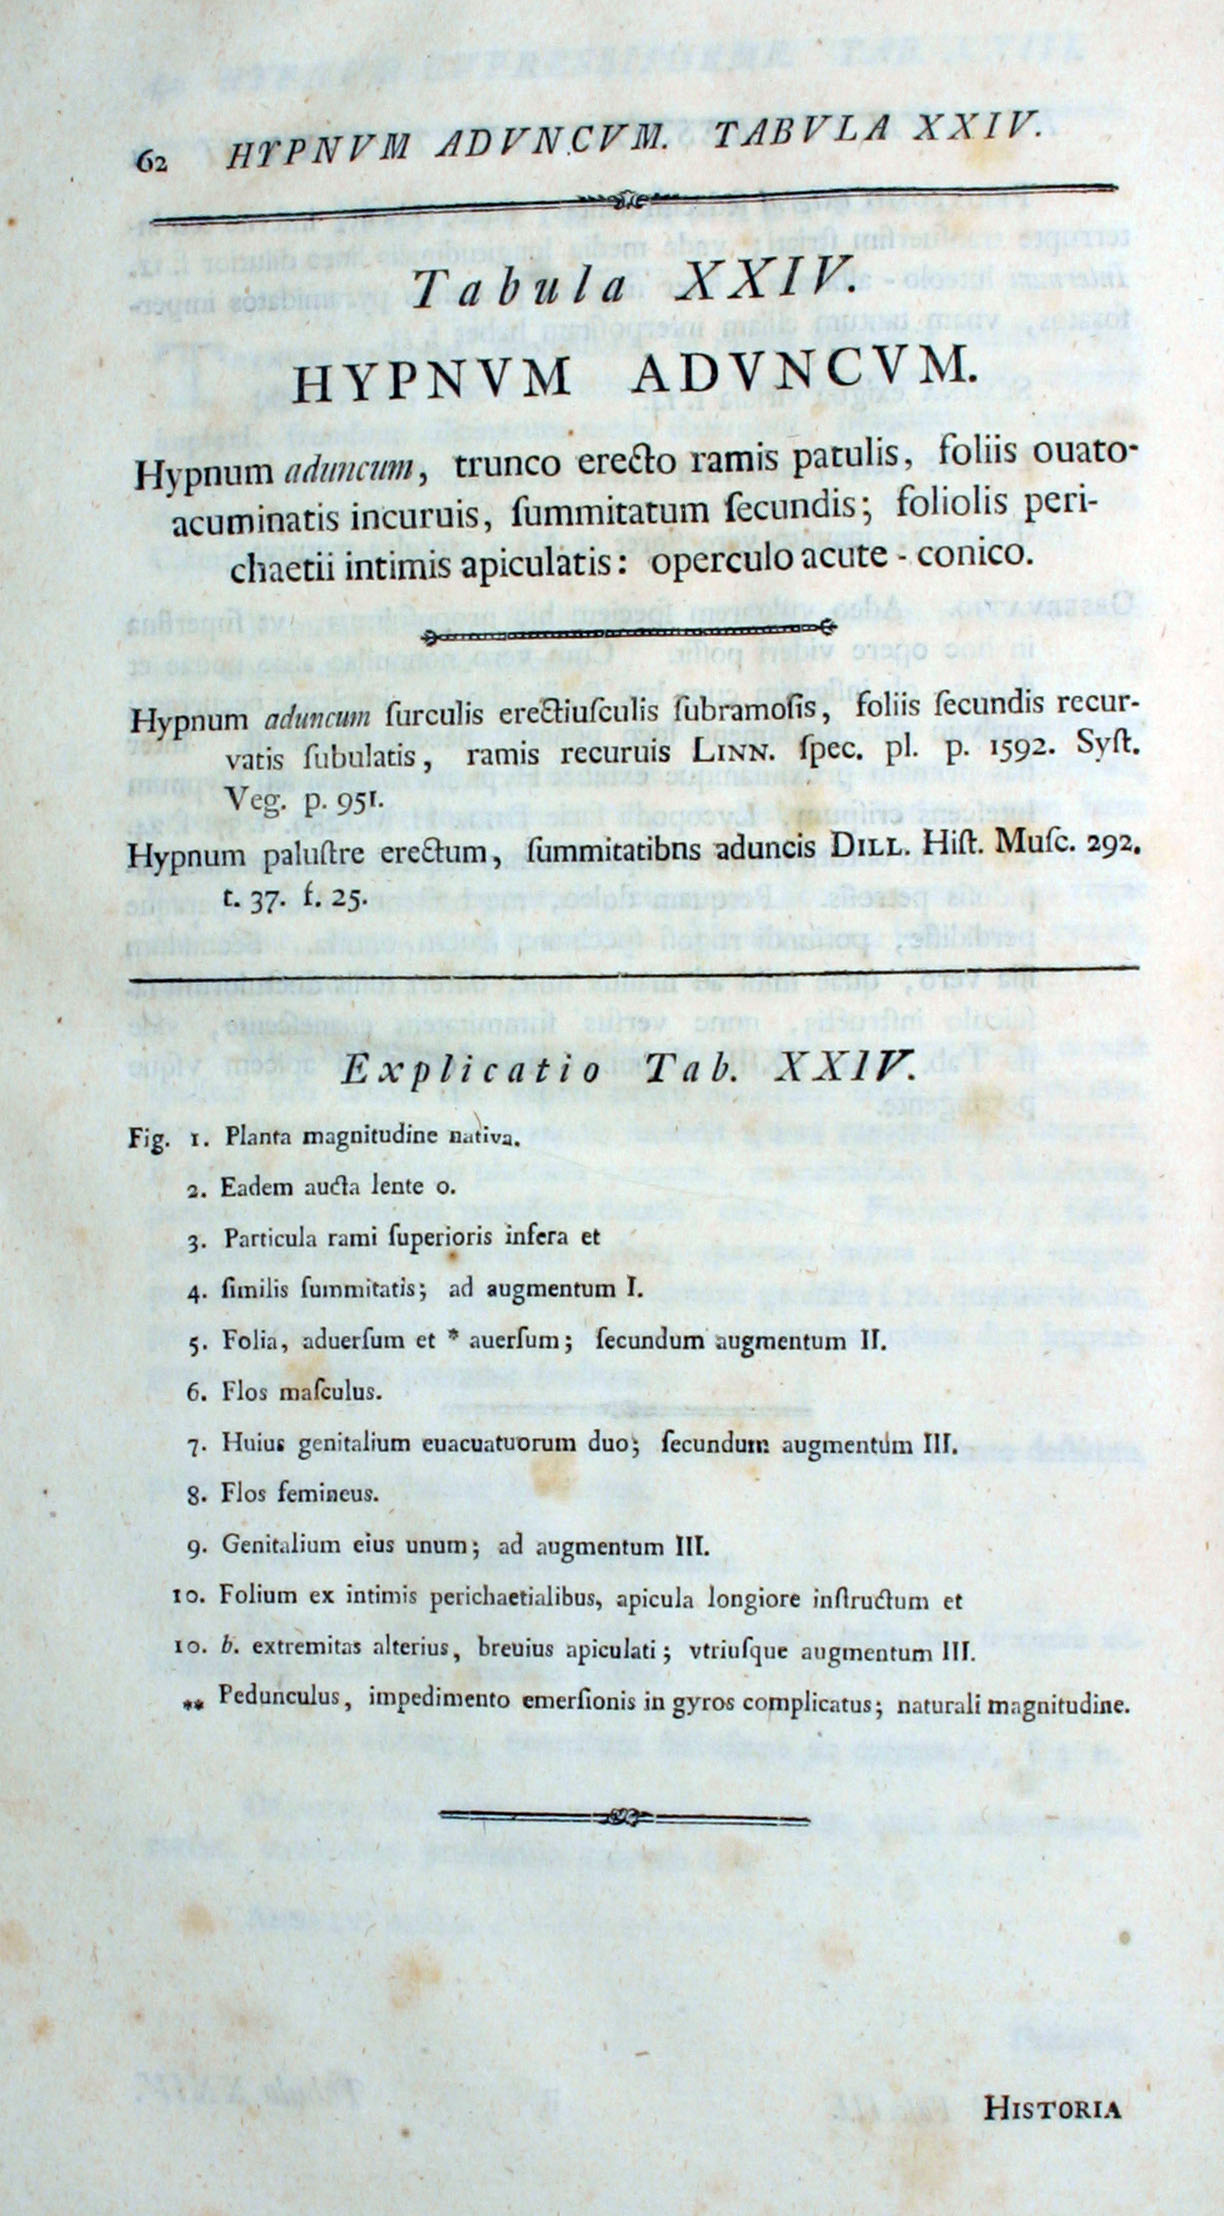 62 HYPNVM ADVNCVM. TABVLA XXIV.
Tabula XXIV.
HYPNVM ADVNCVM.
Hypnum aduncum, trunco erecto ramis patulis, foliis ouato-
acuminatis incuruis, ſummitatum ſecundis; foliolis peri-
chaetii intimis apiculatis: operculo acute - conico.
Hypnum aduncum ſurculis erectiuſculis ſubramoſis, foliis ſecundis recur-
vatis ſubulatis, ramis recuruis LINN. ſpec. pl. p. 1592. Syſt.
Veg. p. 951.
Hypnum paluſtre erectum, ſummitatibns aduncis DILL. Hiſt. Muſc. 292.
t. 37. f. 25.
Explicatio Tab. XXIV.
Fig. 1. Planta magnitudine nativa.
2. Eadem aucta lente o.
3. Particula rami ſuperioris infera et
4. ſimilis ſummitatis; ad augmentum I.
5. Folia, aduerſum et * auerſum; ſecundum augmentum II.
6. Flos maſculus.
7. Huius genitalium euacuatuorum duo; ſecundum augmentum III.
8. Flos femineus.
9. Genitalium eius unum; ad augmentum III.
10. Folium ex intimis perichaetialibus, apicula longiore inſtructum et
10. b. extremitas alterius, breuius apiculati; vtriuſque augmentum III.
** Pedunculus, impedimento emerſionis in gyros complicatus; naturali magnitudine.
HISTORIA